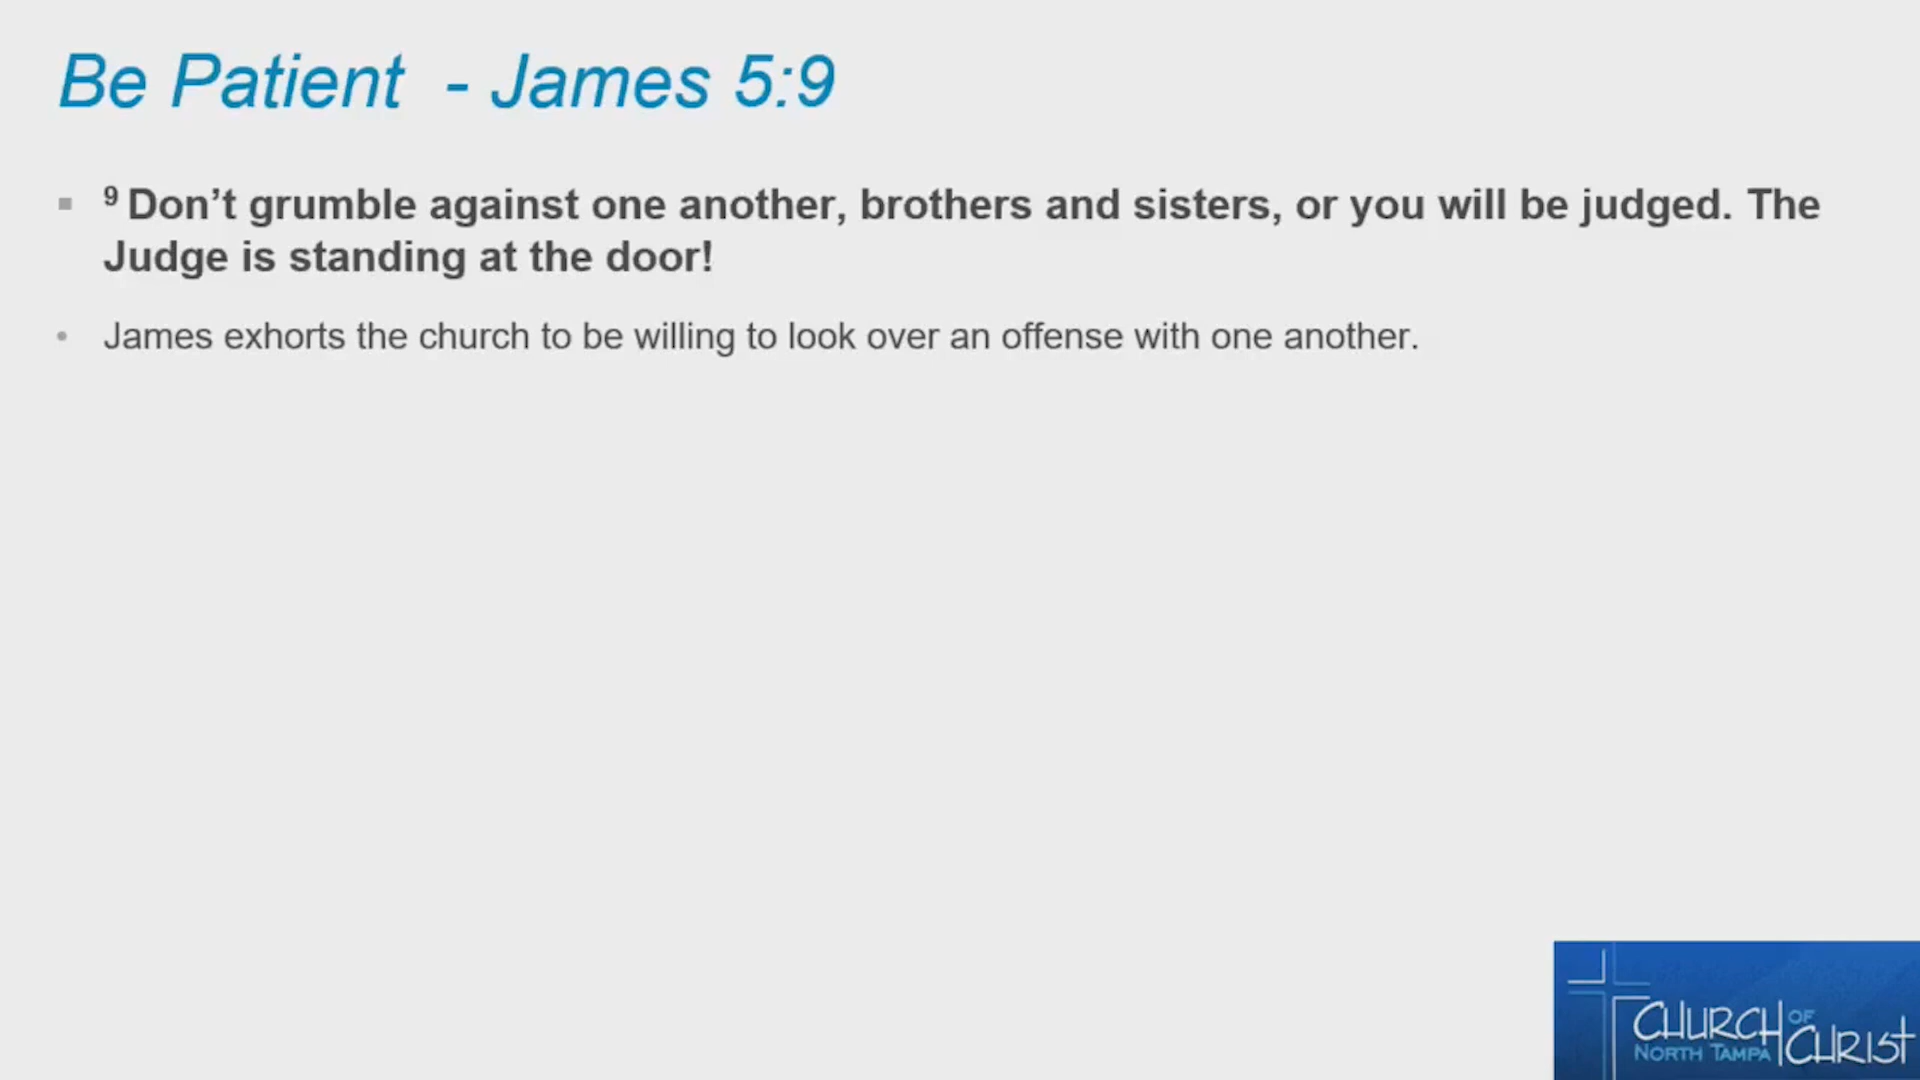 Be Patient - James 5:9
9 Don’t grumble against one another, brothers and sisters, or you will be judged. The
Judge is standing at the door!
James exhorts the church to be willing to look over an offense with one another.
CHURCH OF CHRIST
NORTH TAMPA